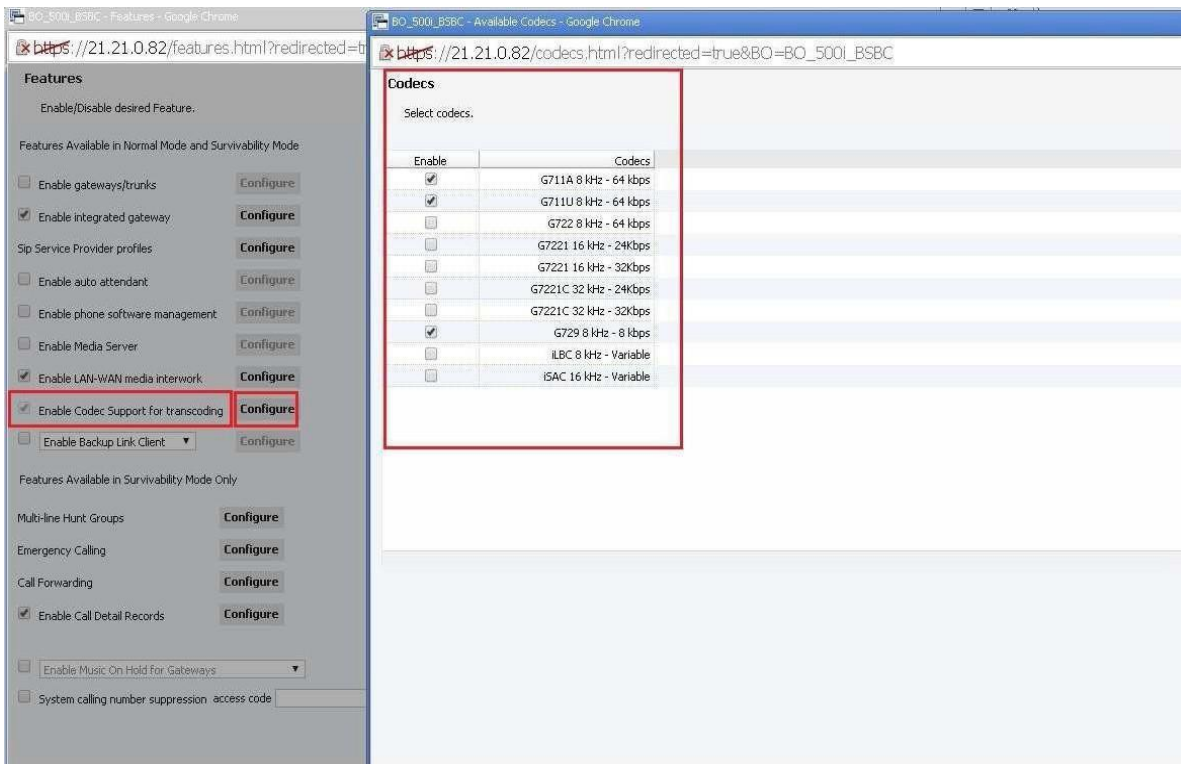 BO_500i_BSBC - Features - Google Chrome
https://21.21.0.82/features.html?redirected=t
Features
Enable/Disable desired Feature.
Features Available in Normal Mode and Survivability Mode
Enable gateways/trunks Configure
Enable integrated gateway Configure
Sip Service Provider profiles Configure
Enable auto attendant Configure
Enable phone software management Configure
Enable Media Server Configure
Enable LAN-WAN media interwork Configure
Enable Codec Support for transcoding Configure
Enable Backup Link Client Configure
Features Available in Survivability Mode Only
Multi-line Hunt Groups Configure
Emergency Calling Configure
Call Forwarding Configure
Enable Call Detail Records Configure
Enable Music On Hold for Gateways
System calling number suppression access code
BO_500i_BSBC - Available Codecs - Google Chrome
https://21.21.0.82/codecs.html?redirected=true&BO=BO_500i_BSBC
Codecs
Select codecs.
Enable Codecs
G711A 8 kHz - 64 kbps
G711U 8 kHz - 64 kbps
G722 8 kHz - 64 kbps
G7221 16 kHz - 24Kbps
G7221 16 kHz - 32Kbps
G7221C 32 kHz - 24Kbps
G7221C 32 kHz - 32Kbps
G729 8 kHz - 8 kbps
iLBC 8 kHz - Variable
iSAC 16 kHz - Variable